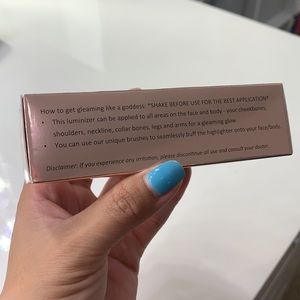 How to get gleaming like a goddess: *SHAKE BEFORE USE FOR THE BEST APPLICATION*
• This luminizer can be applied to all areas on the face and body - your cheekbones,
shoulders, neckline, collar bones, legs and arms for a gleaming glow
• You can use our unique brushes to seamlessly buff the highlighter onto your face/body.
Disclaimer: if you experience any irritation, please discontinue all use and consult your doctor.